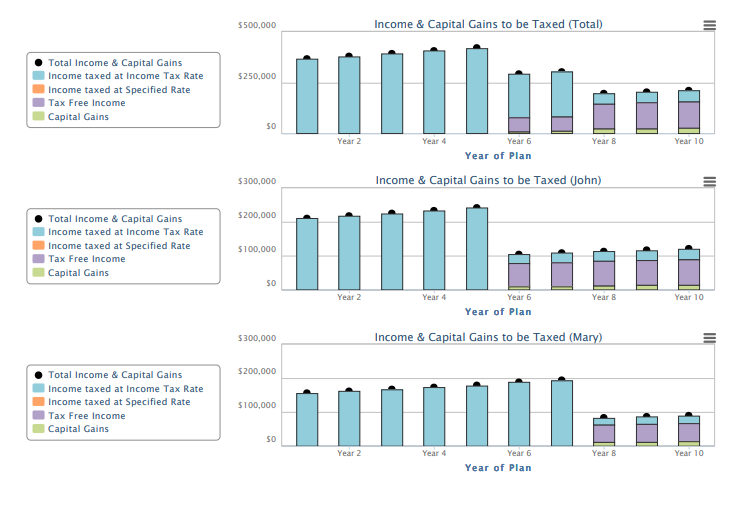 Income & Capital Gains to be Taxed (Total)
$500,000
$250,000
$0
Total Income & Capital Gains
Income taxed at Income Tax Rate
Income taxed at Specified Rate
Tax Free Income
Capital Gains
Year 2
Year 4
Year 6
Year 8
Year 10
Year of Plan
Income & Capital Gains to be Taxed (John)
$300,000
$200,000
$100,000
$0
Total Income & Capital Gains
Income taxed at Income Tax Rate
Income taxed at Specified Rate
Tax Free Income
Capital Gains
Year 2
Year 4
Year 6
Year 8
Year 10
Year of Plan
Income & Capital Gains to be Taxed (Mary)
$300,000
$200,000
$100,000
$0
Total Income & Capital Gains
Income taxed at Income Tax Rate
Income taxed at Specified Rate
Tax Free Income
Capital Gains
Year 2
Year 4
Year 6
Year 8
Year 10
Year of Plan